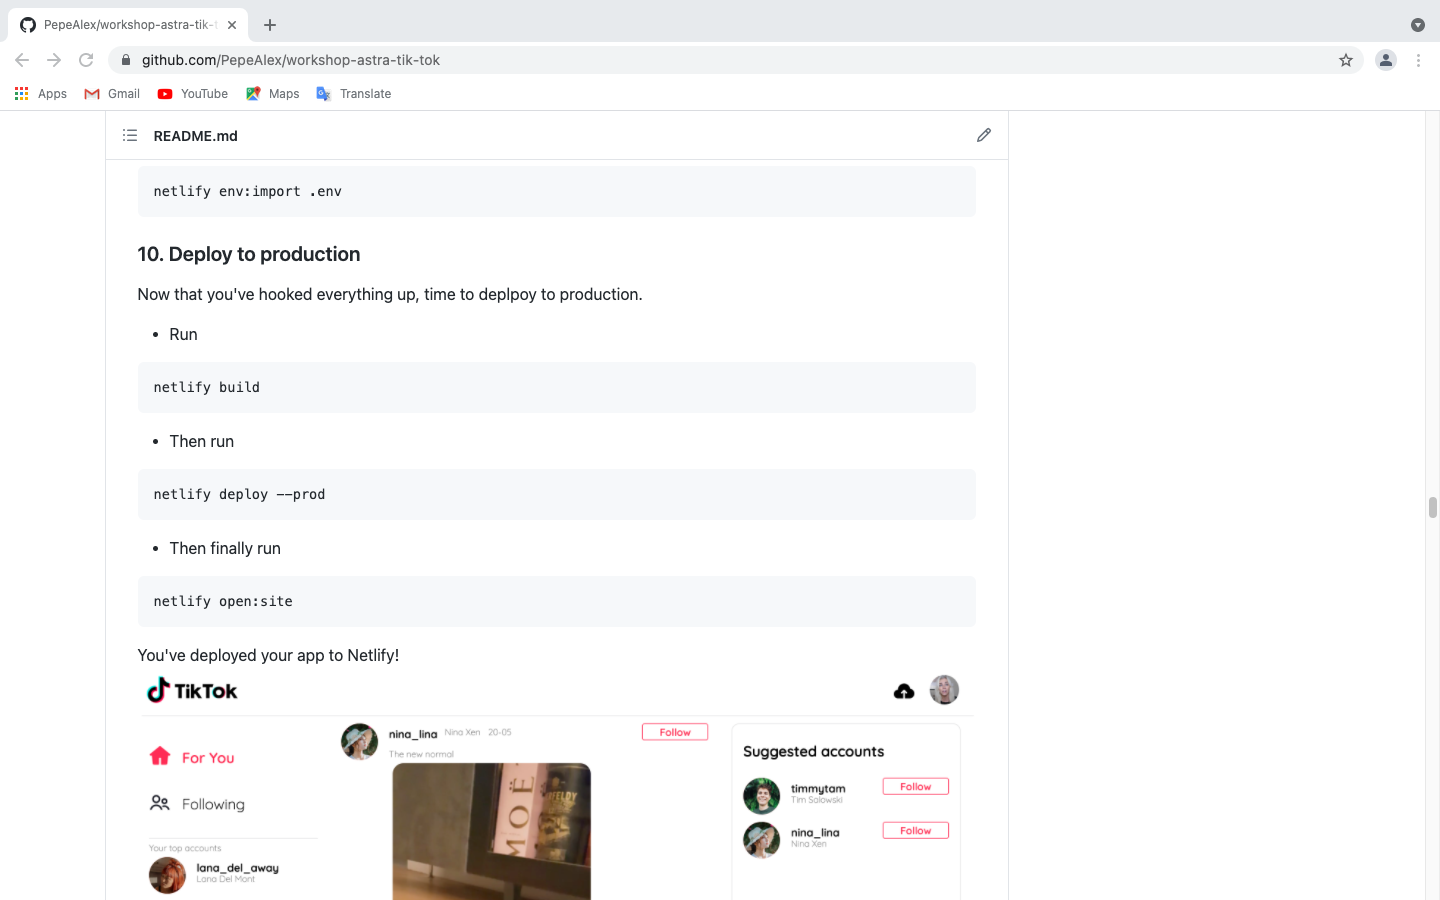 PepeAlex/workshop-astra-tik-t
github.com/PepeAlex/workshop-astra-tik-tok
Apps
Gmail
YouTube
Maps
Translate
README.md
netlify env:import .env
10. Deploy to production
Now that you've hooked everything up, time to deplpoy to production.
• Run
netlify build
• Then run
netlify deploy --prod
• Then finally run
netlify open:site
You've deployed your app to Netlify!
TikTok
For You
Following
Your top accounts
lana_del_away
Lana Del Mont
nina_lina Nina Xen 20-05
The new normal
Follow
MOË
Suggested accounts
timmytam
Tim Salowski
Follow
nina_lina
Nina Xen
Follow